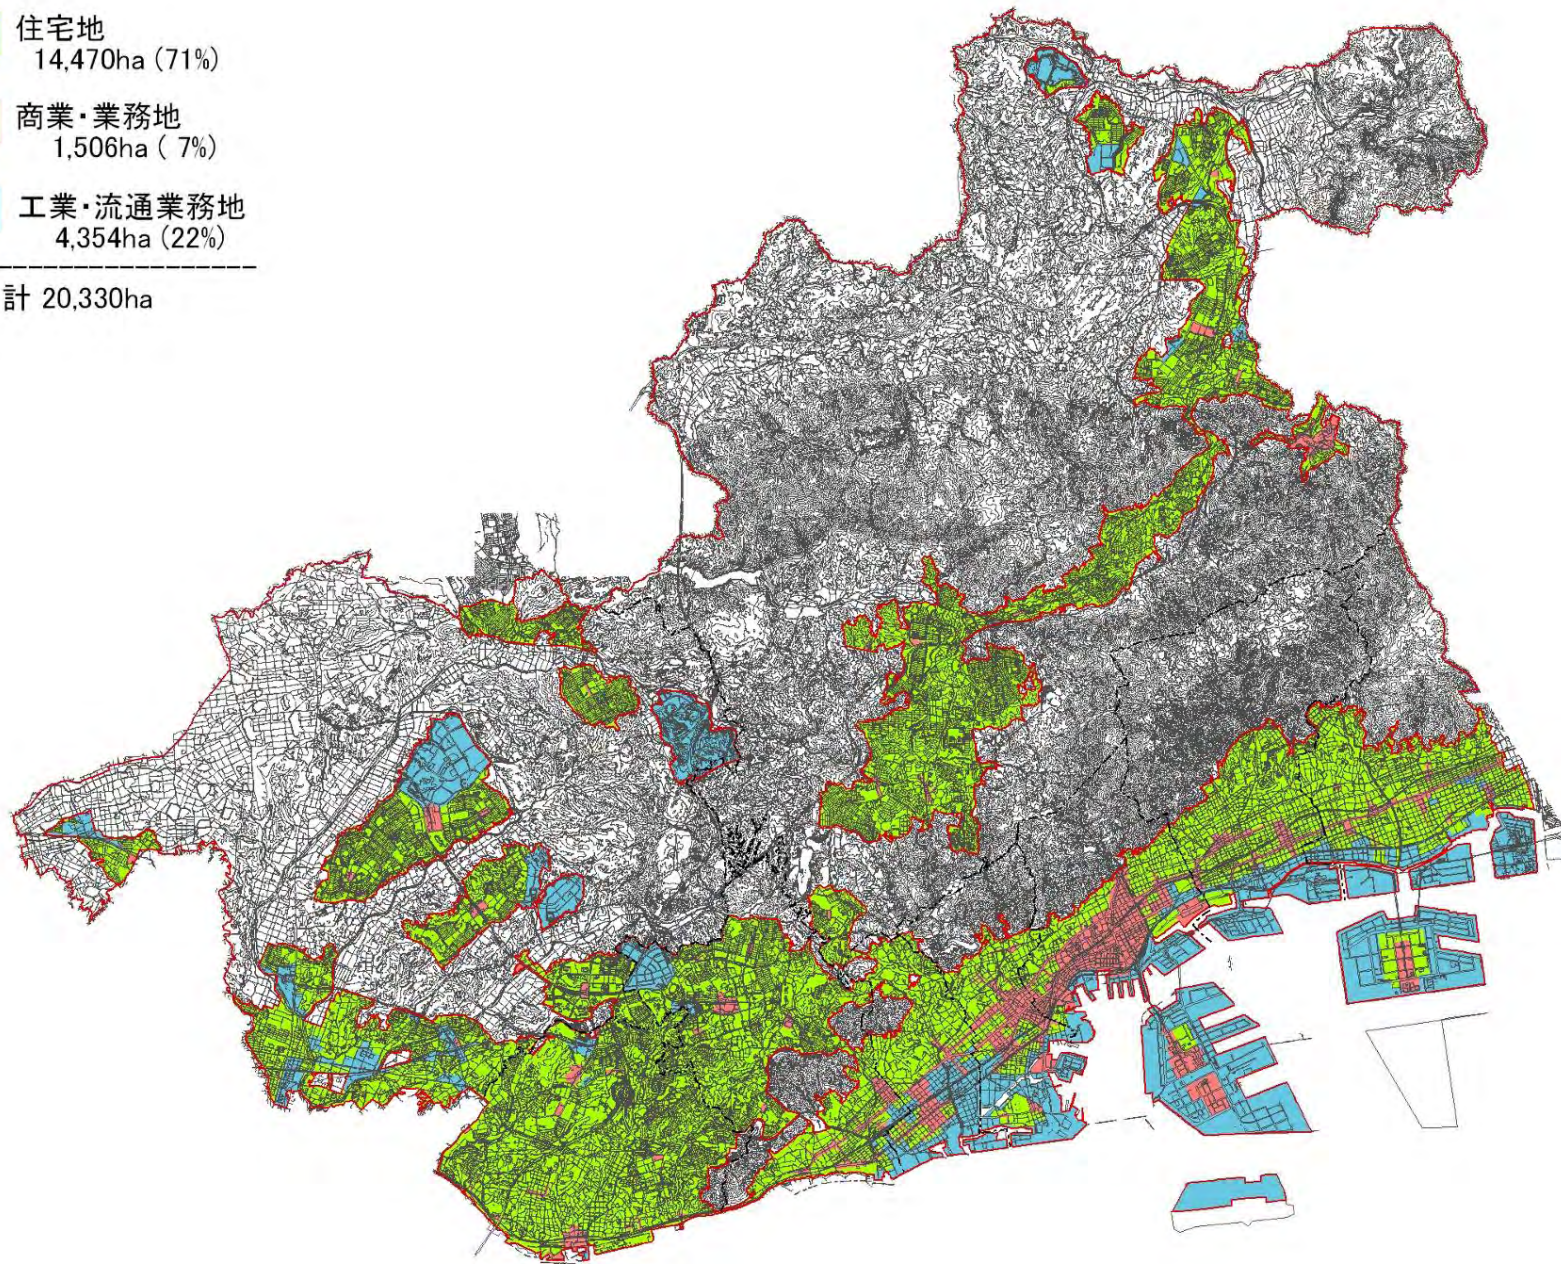 住宅地
14,470ha (71%)
商業・業務地
1,506ha ( 7%)
工業・流通業務地
4,354ha (22%)
計 20,330ha